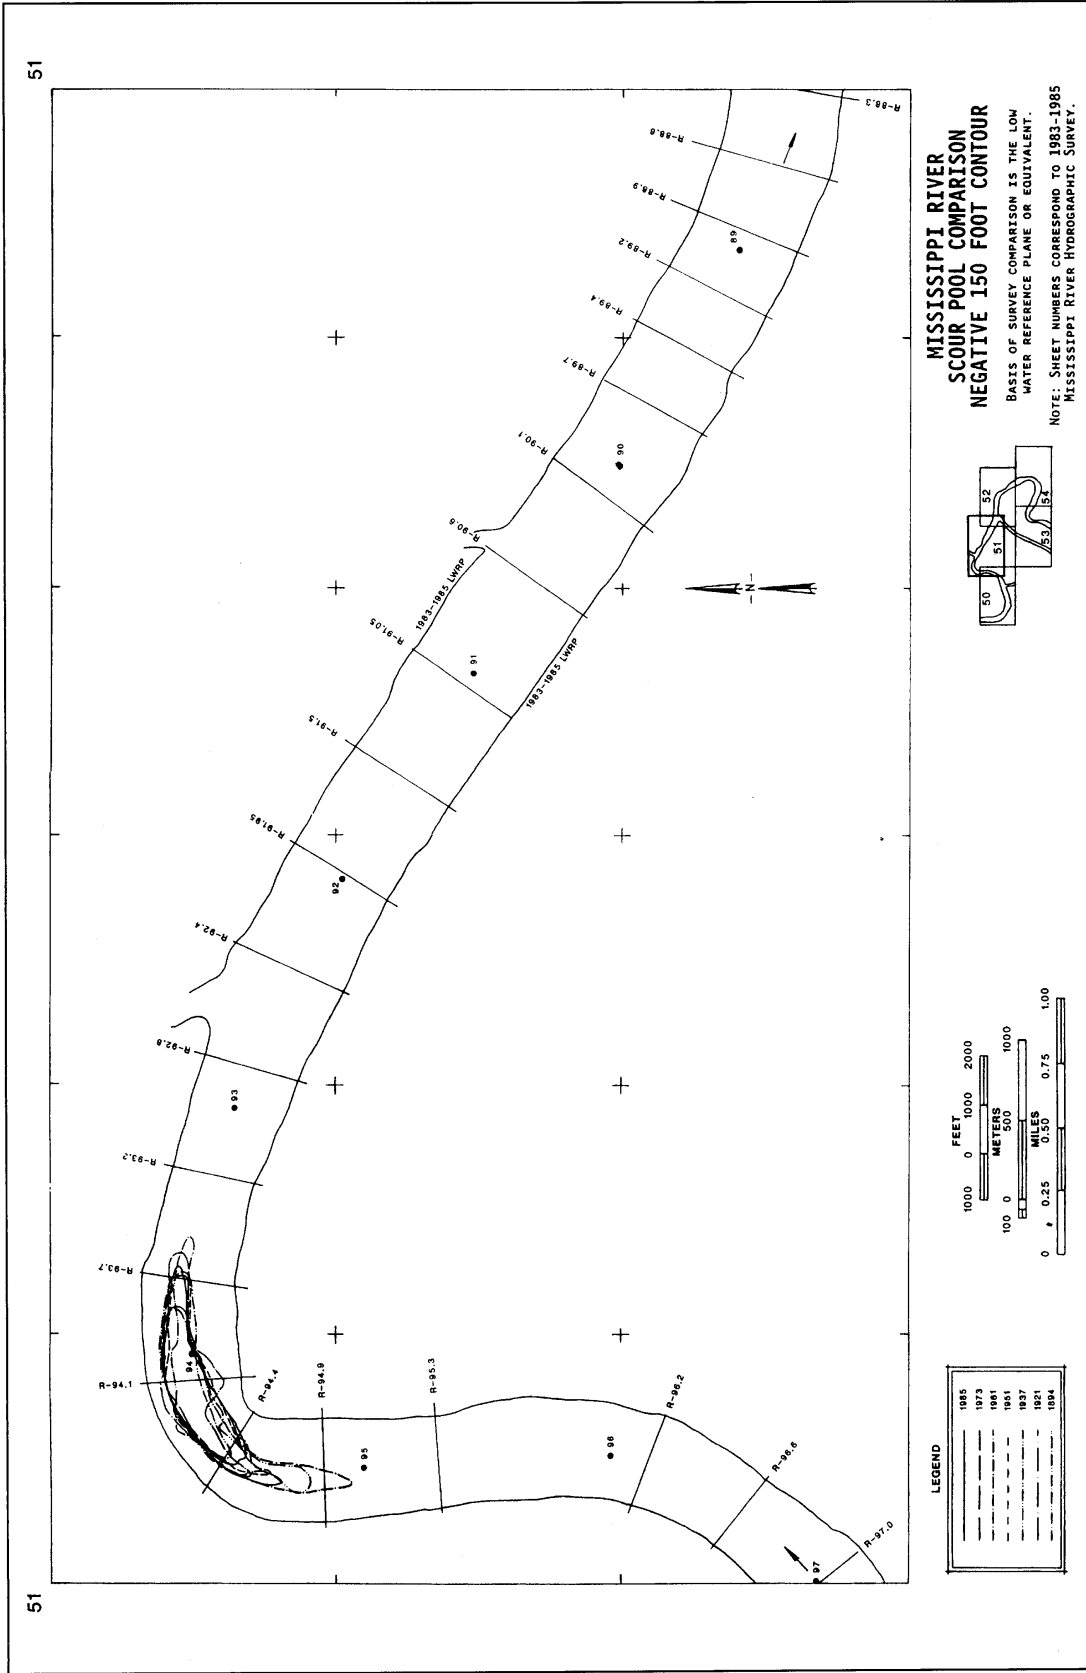 51
51
R-88.3
R-88.6
R-88.9
89
R-89.2
R-89.4
R-89.7
90
R-90.1
R-90.6
1983-1985 LWRP
R-91.05
91
1983-1985 LWRP
R-91.5
R-91.95
92
R-92.4
R-92.8
93
R-93.2
R-93.7
94
R-94.1
R-94.4
R-94.9
95
R-95.3
96
R-96.2
R-96.6
R-97.0
97
-N-
MISSISSIPPI RIVER
SCOUR POOL COMPARISON
NEGATIVE 150 FOOT CONTOUR
BASIS OF SURVEY COMPARISON IS THE LOW
WATER REFERENCE PLANE OR EQUIVALENT.
NOTE: SHEET NUMBERS CORRESPOND TO 1983-1985
MISSISSIPPI RIVER HYDROGRAPHIC SURVEY.
50
51
52
53
54
FEET
1000 0 1000 2000
METERS
100 0 500 1000
MILES
0 0.25 0.50 0.75 1.00
LEGEND
1985
1973
1961
1951
1937
1921
1894